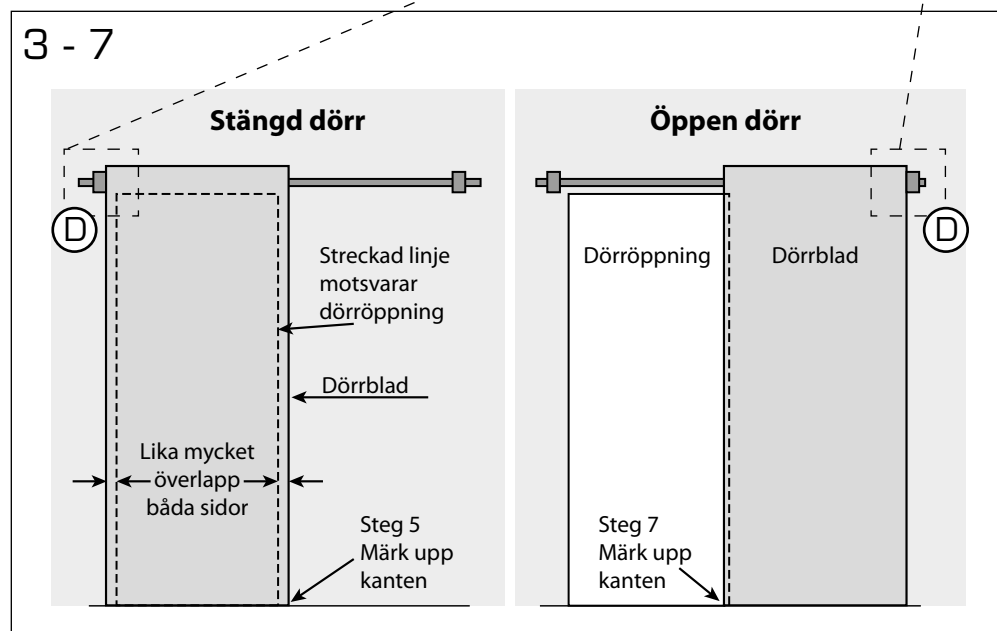 3 - 7
Stängd dörr
D
Streckad linje
motsvarar
dörröppning
Dörrblad
Lika mycket
överlapp
båda sidor
Steg 5
Märk upp
kanten
Öppen dörr
D
Dörröppning
Dörrblad
Steg 7
Märk upp
kanten